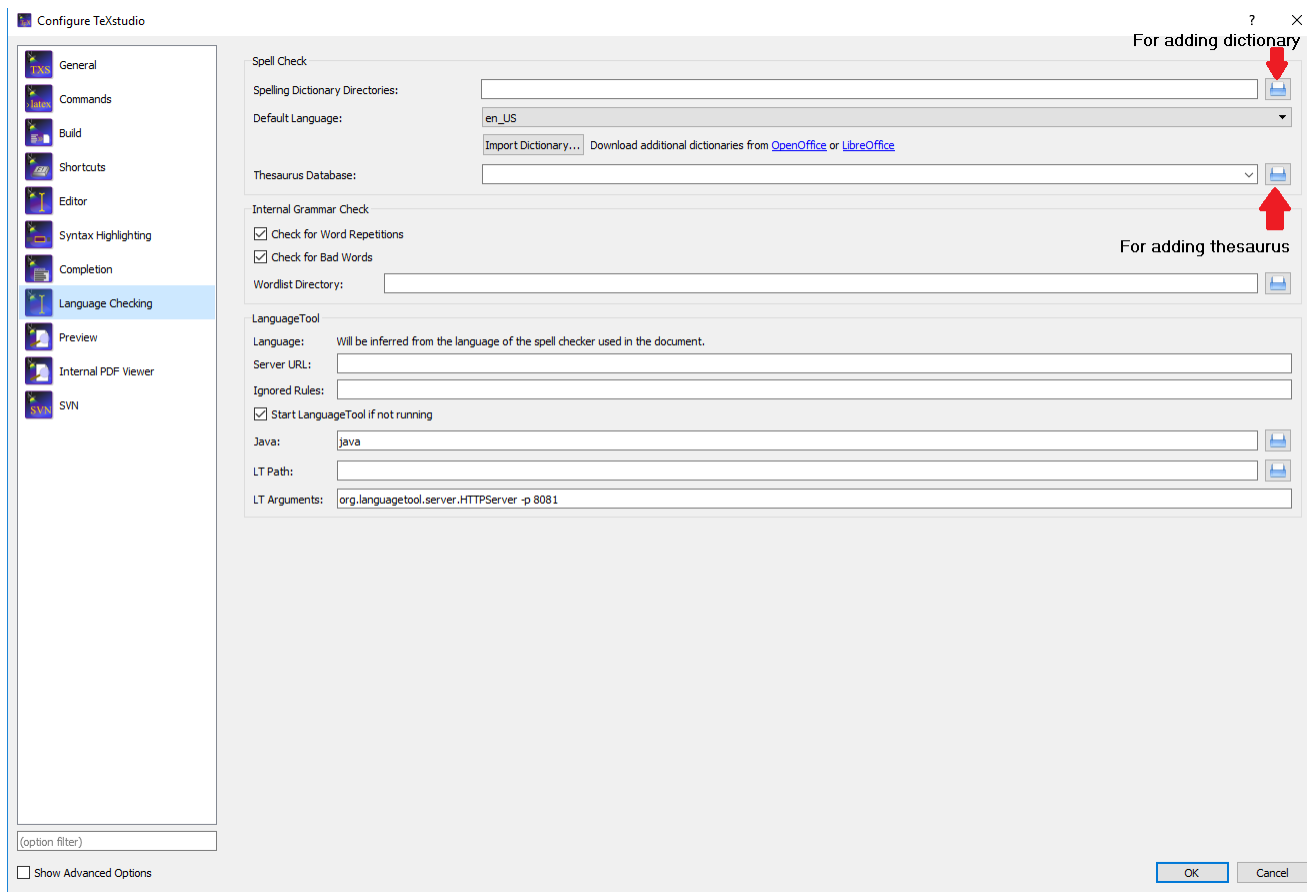 Configure TeXstudio
?
For adding dictionary
TXS General
latex Commands
Build
Shortcuts
Editor
Syntax Highlighting
Completion
Language Checking
Preview
Internal PDF Viewer
SVN SVN
(option filter)
Show Advanced Options
Spell Check
Spelling Dictionary Directories:
Default Language: en_US
Import Dictionary... Download additional dictionaries from OpenOffice or LibreOffice
Thesaurus Database:
For adding thesaurus
Internal Grammar Check
Check for Word Repetitions
Check for Bad Words
Wordlist Directory:
LanguageTool
Language: Will be inferred from the language of the spell checker used in the document.
Server URL:
Ignored Rules:
Start LanguageTool if not running
Java: java
LT Path:
LT Arguments: org.languagetool.server.HTTPServer -p 8081
OK Cancel